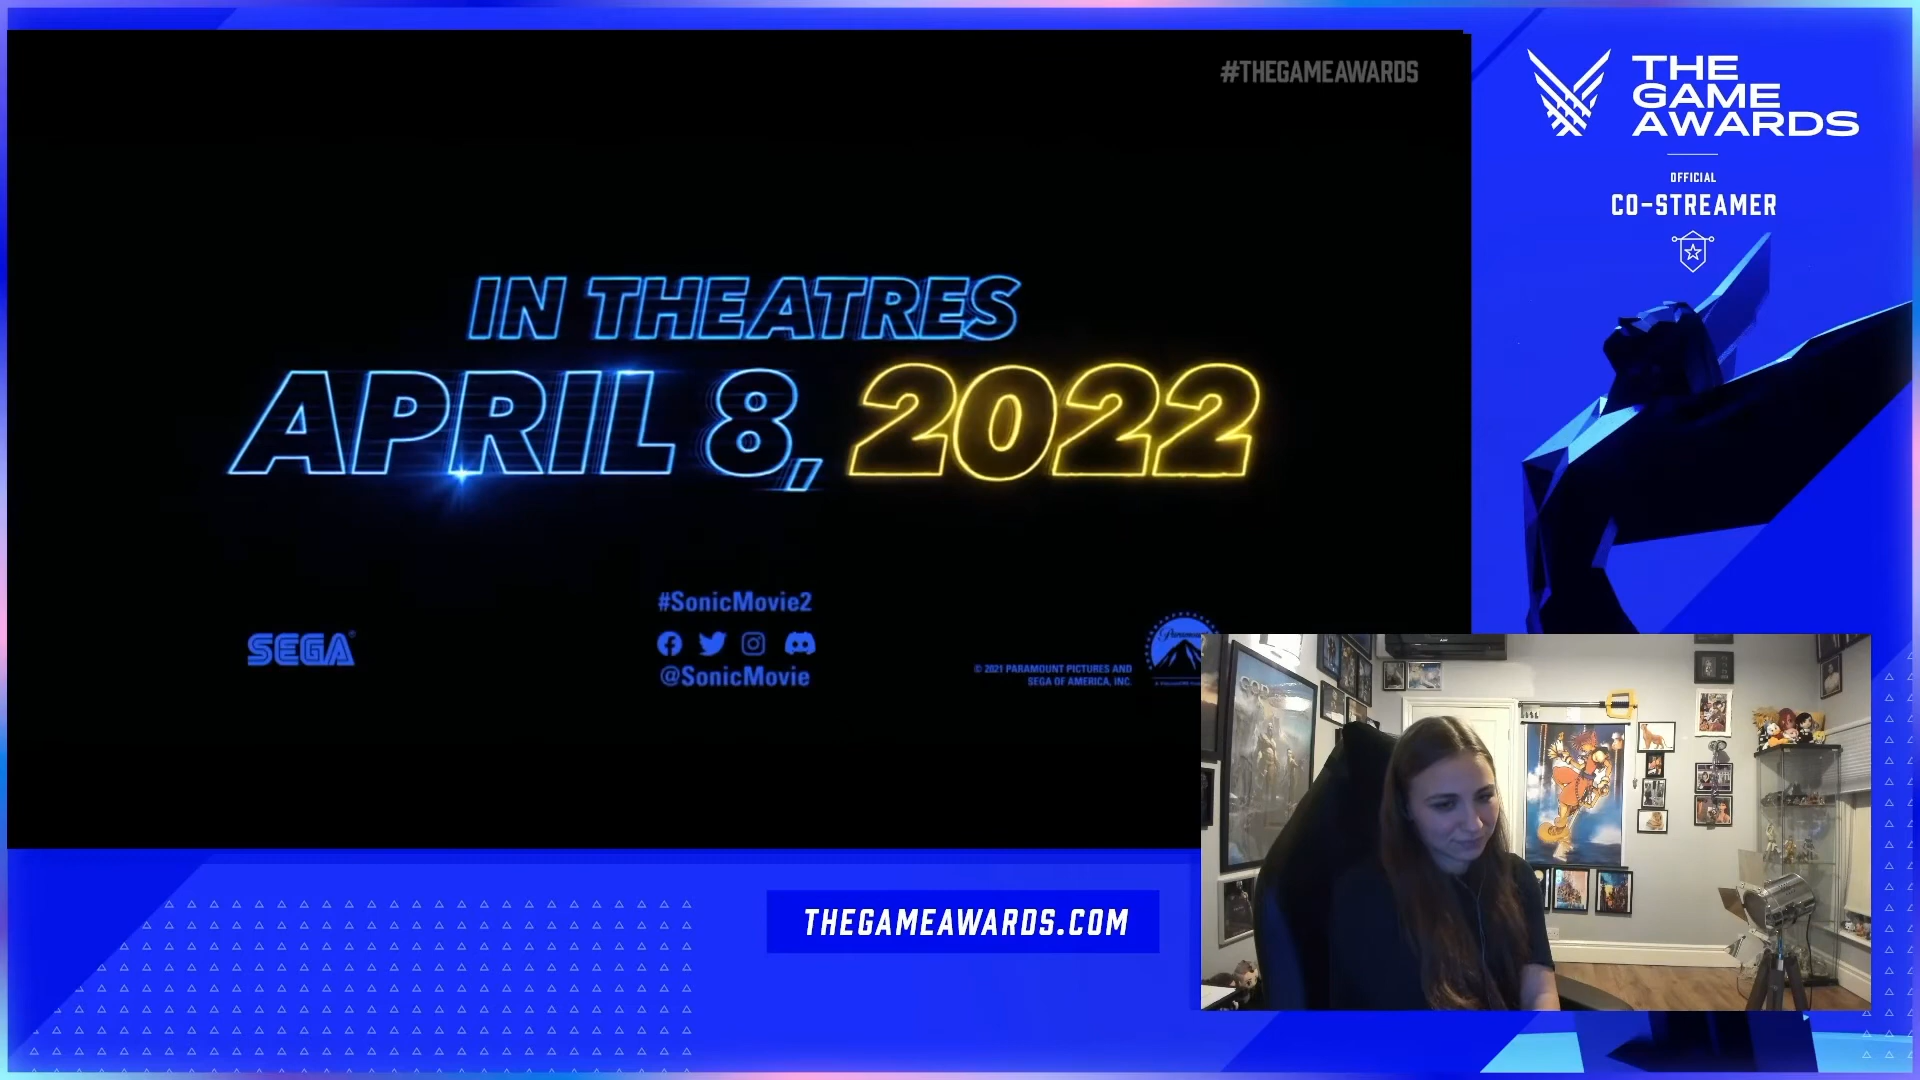 #THEGAMEAWARDS
THE
GAME
AWARDS
OFFICIAL
CO-STREAMER
IN THEATRES
APRIL 8, 2022
#SonicMovie2
SEGA
@SonicMovie
© 2021 PARAMOUNT PICTURES AND
SEGA OF AMERICA, INC.
Paramount
THEGAMEAWARDS.COM